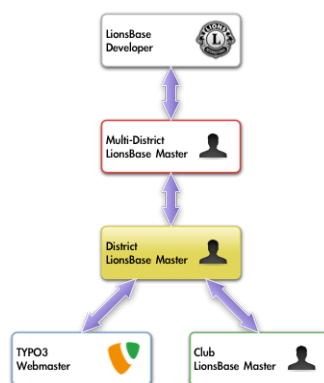 LionsBase
Developer
L
Multi-District
LionsBase Master
District
LionsBase Master
TYPO3
Webmaster
Club
LionsBase Master